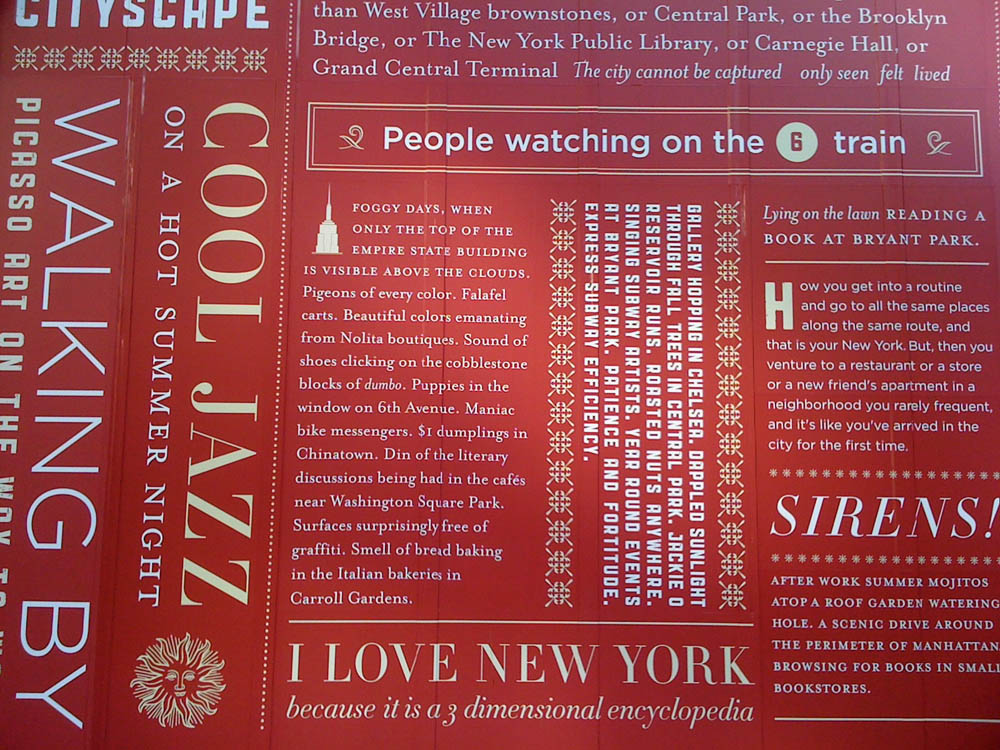 CITYSCAPE
PICASSO ART ON THE WAY TO
WALKING BY
ON A HOT SUMMER NIGHT
COOL JAZZ
than West Village brownstones, or Central Park, or the Brooklyn
Bridge, or The New York Public Library, or Carnegie Hall, or
Grand Central Terminal The city cannot be captured only seen felt lived
People watching on the 6 train
FOGGY DAYS, WHEN
ONLY THE TOP OF THE
EMPIRE STATE BUILDING
IS VISIBLE ABOVE THE CLOUDS.
Pigeons of every color. Falafel
carts. Beautiful colors emanating
from Nolita boutiques. Sound of
shoes clicking on the cobblestone
blocks of dumbo. Puppies in the
window on 6th Avenue. Maniac
bike messengers. $1 dumplings in
Chinatown. Din of the literary
discussions being had in the cafés
near Washington Square Park.
Surfaces surprisingly free of
graffiti. Smell of bread baking
in the Italian bakeries in
Carroll Gardens.
GALLERY HOPPING IN CHELSEA. DAPPLED SUNLIGHT
THROUGH FALL TREES IN CENTRAL PARK. JACKIE O
RESERVOIR RUNS. ROASTED NUTS ANYWHERE.
SINGING SUBWAY ARTISTS. YEAR ROUND EVENTS
AT BRYANT PARK. PATIENCE AND FORTITUDE.
EXPRESS SUBWAY EFFICIENCY.
Lying on the lawn READING A
BOOK AT BRYANT PARK.
How you get into a routine
and go to all the same places
along the same route, and
that is your New York. But, then you
venture to a restaurant or a store
or a new friend's apartment in a
neighborhood you rarely frequent,
and it's like you've arrived in the
city for the first time.
SIRENS!
AFTER WORK SUMMER MOJITOS
ATOP A ROOF GARDEN WATERING
HOLE. A SCENIC DRIVE AROUND
THE PERIMETER OF MANHATTAN.
BROWSING FOR BOOKS IN SMALL
BOOKSTORES.
I LOVE NEW YORK
because it is a 3 dimensional encyclopedia